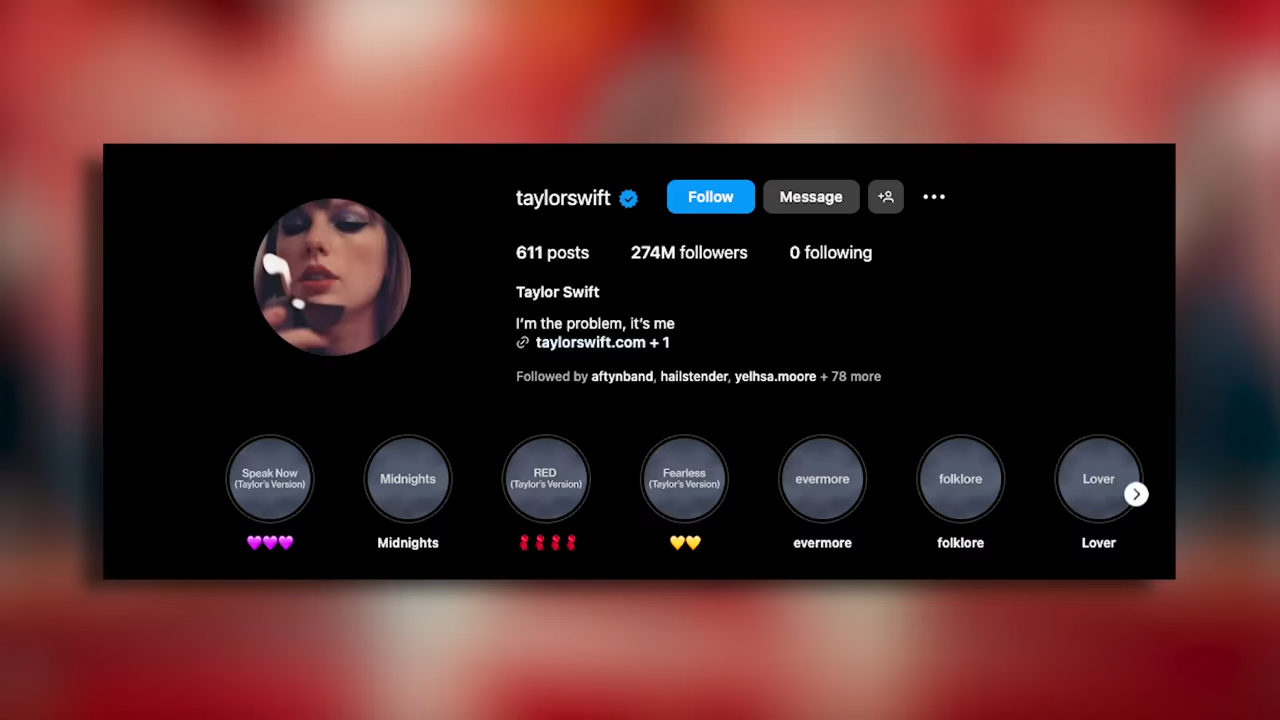 taylorswift
Follow
Message
611 posts
274M followers
0 following
Taylor Swift
I'm the problem, it's me
taylorswift.com + 1
Followed by aftynband, hailstender, yelhsa.moore + 78 more
Speak Now
(Taylor's Version)
Midnights
RED
(Taylor's Version)
Fearless
(Taylor's Version)
evermore
folklore
Lover
💜💜💜
Midnights
🧣🧣🧣🧣
💛💛
evermore
folklore
Lover